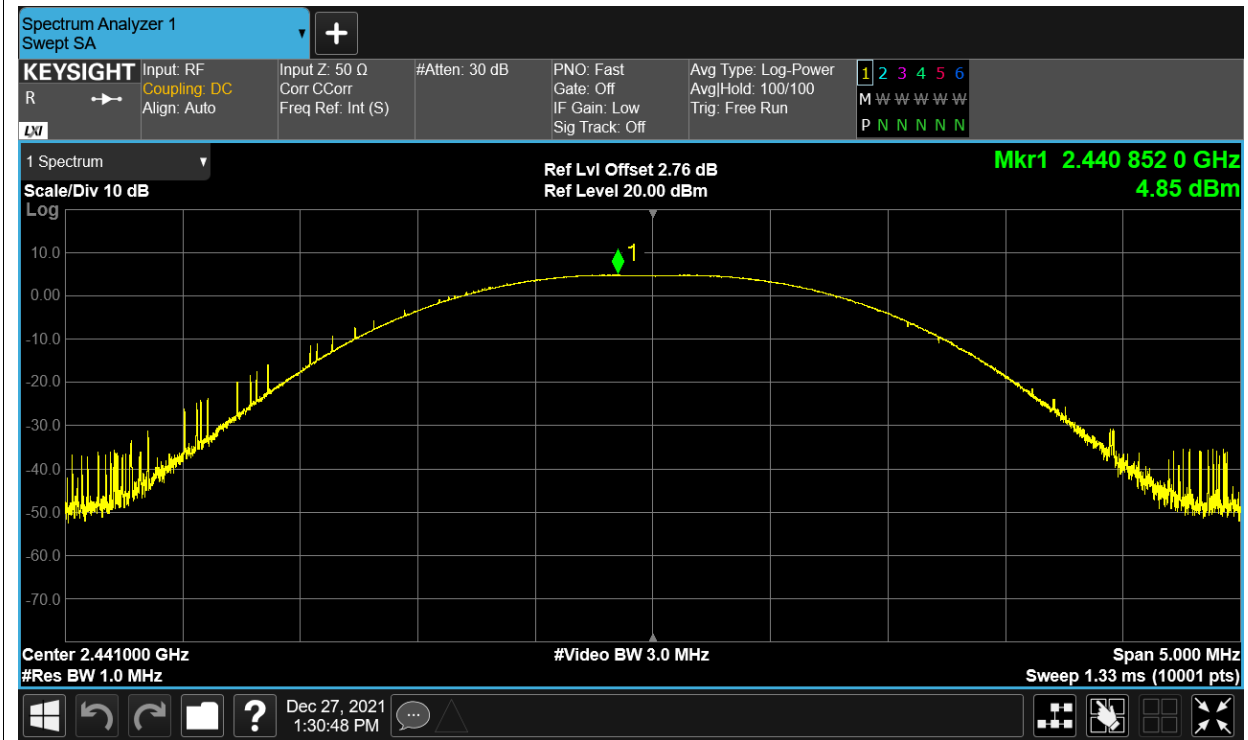 Spectrum Analyzer 1
Swept SA
KEYSIGHT
R
LXI
Input: RF
Coupling: DC
Align: Auto
Input Z: 50 Ω
Corr CCorr
Freq Ref: Int (S)
#Atten: 30 dB
PNO: Fast
Gate: Off
IF Gain: Low
Sig Track: Off
Avg Type: Log-Power
Avg|Hold: 100/100
Trig: Free Run
1 2 3 4 5 6
M W W W W W
P N N N N N
1 Spectrum
Scale/Div 10 dB
Ref Lvl Offset 2.76 dB
Ref Level 20.00 dBm
Mkr1 2.440 852 0 GHz
4.85 dBm
Log
1
10.0
0.00
-10.0
-20.0
-30.0
-40.0
-50.0
-60.0
-70.0
Center 2.441000 GHz
#Res BW 1.0 MHz
#Video BW 3.0 MHz
Span 5.000 MHz
Sweep 1.33 ms (10001 pts)
?
Dec 27, 2021
1:30:48 PM